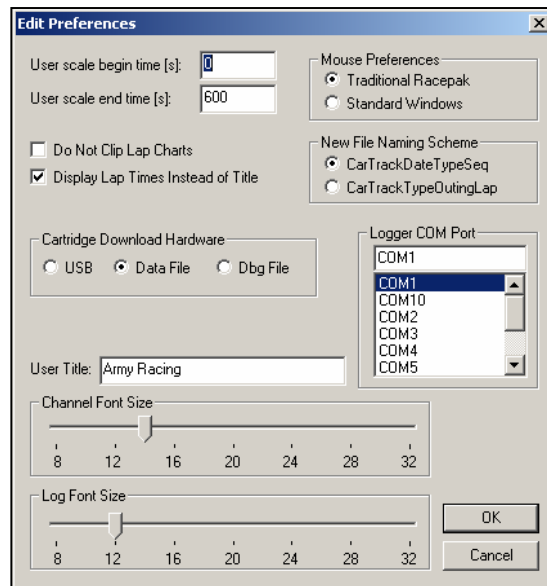 Edit Preferences
User scale begin time [s]: 0
User scale end time [s]: 600
Mouse Preferences
Traditional Racepak
Standard Windows
Do Not Clip Lap Charts
Display Lap Times Instead of Title
New File Naming Scheme
CarTrackDateTypeSeq
CarTrackTypeOutingLap
Cartridge Download Hardware
USB Data File Dbg File
Logger COM Port
COM1
COM1
COM10
COM2
COM3
COM4
COM5
User Title: Army Racing
Channel Font Size
8 12 16 20 24 28 32
Log Font Size
8 12 16 20 24 28 32
OK
Cancel